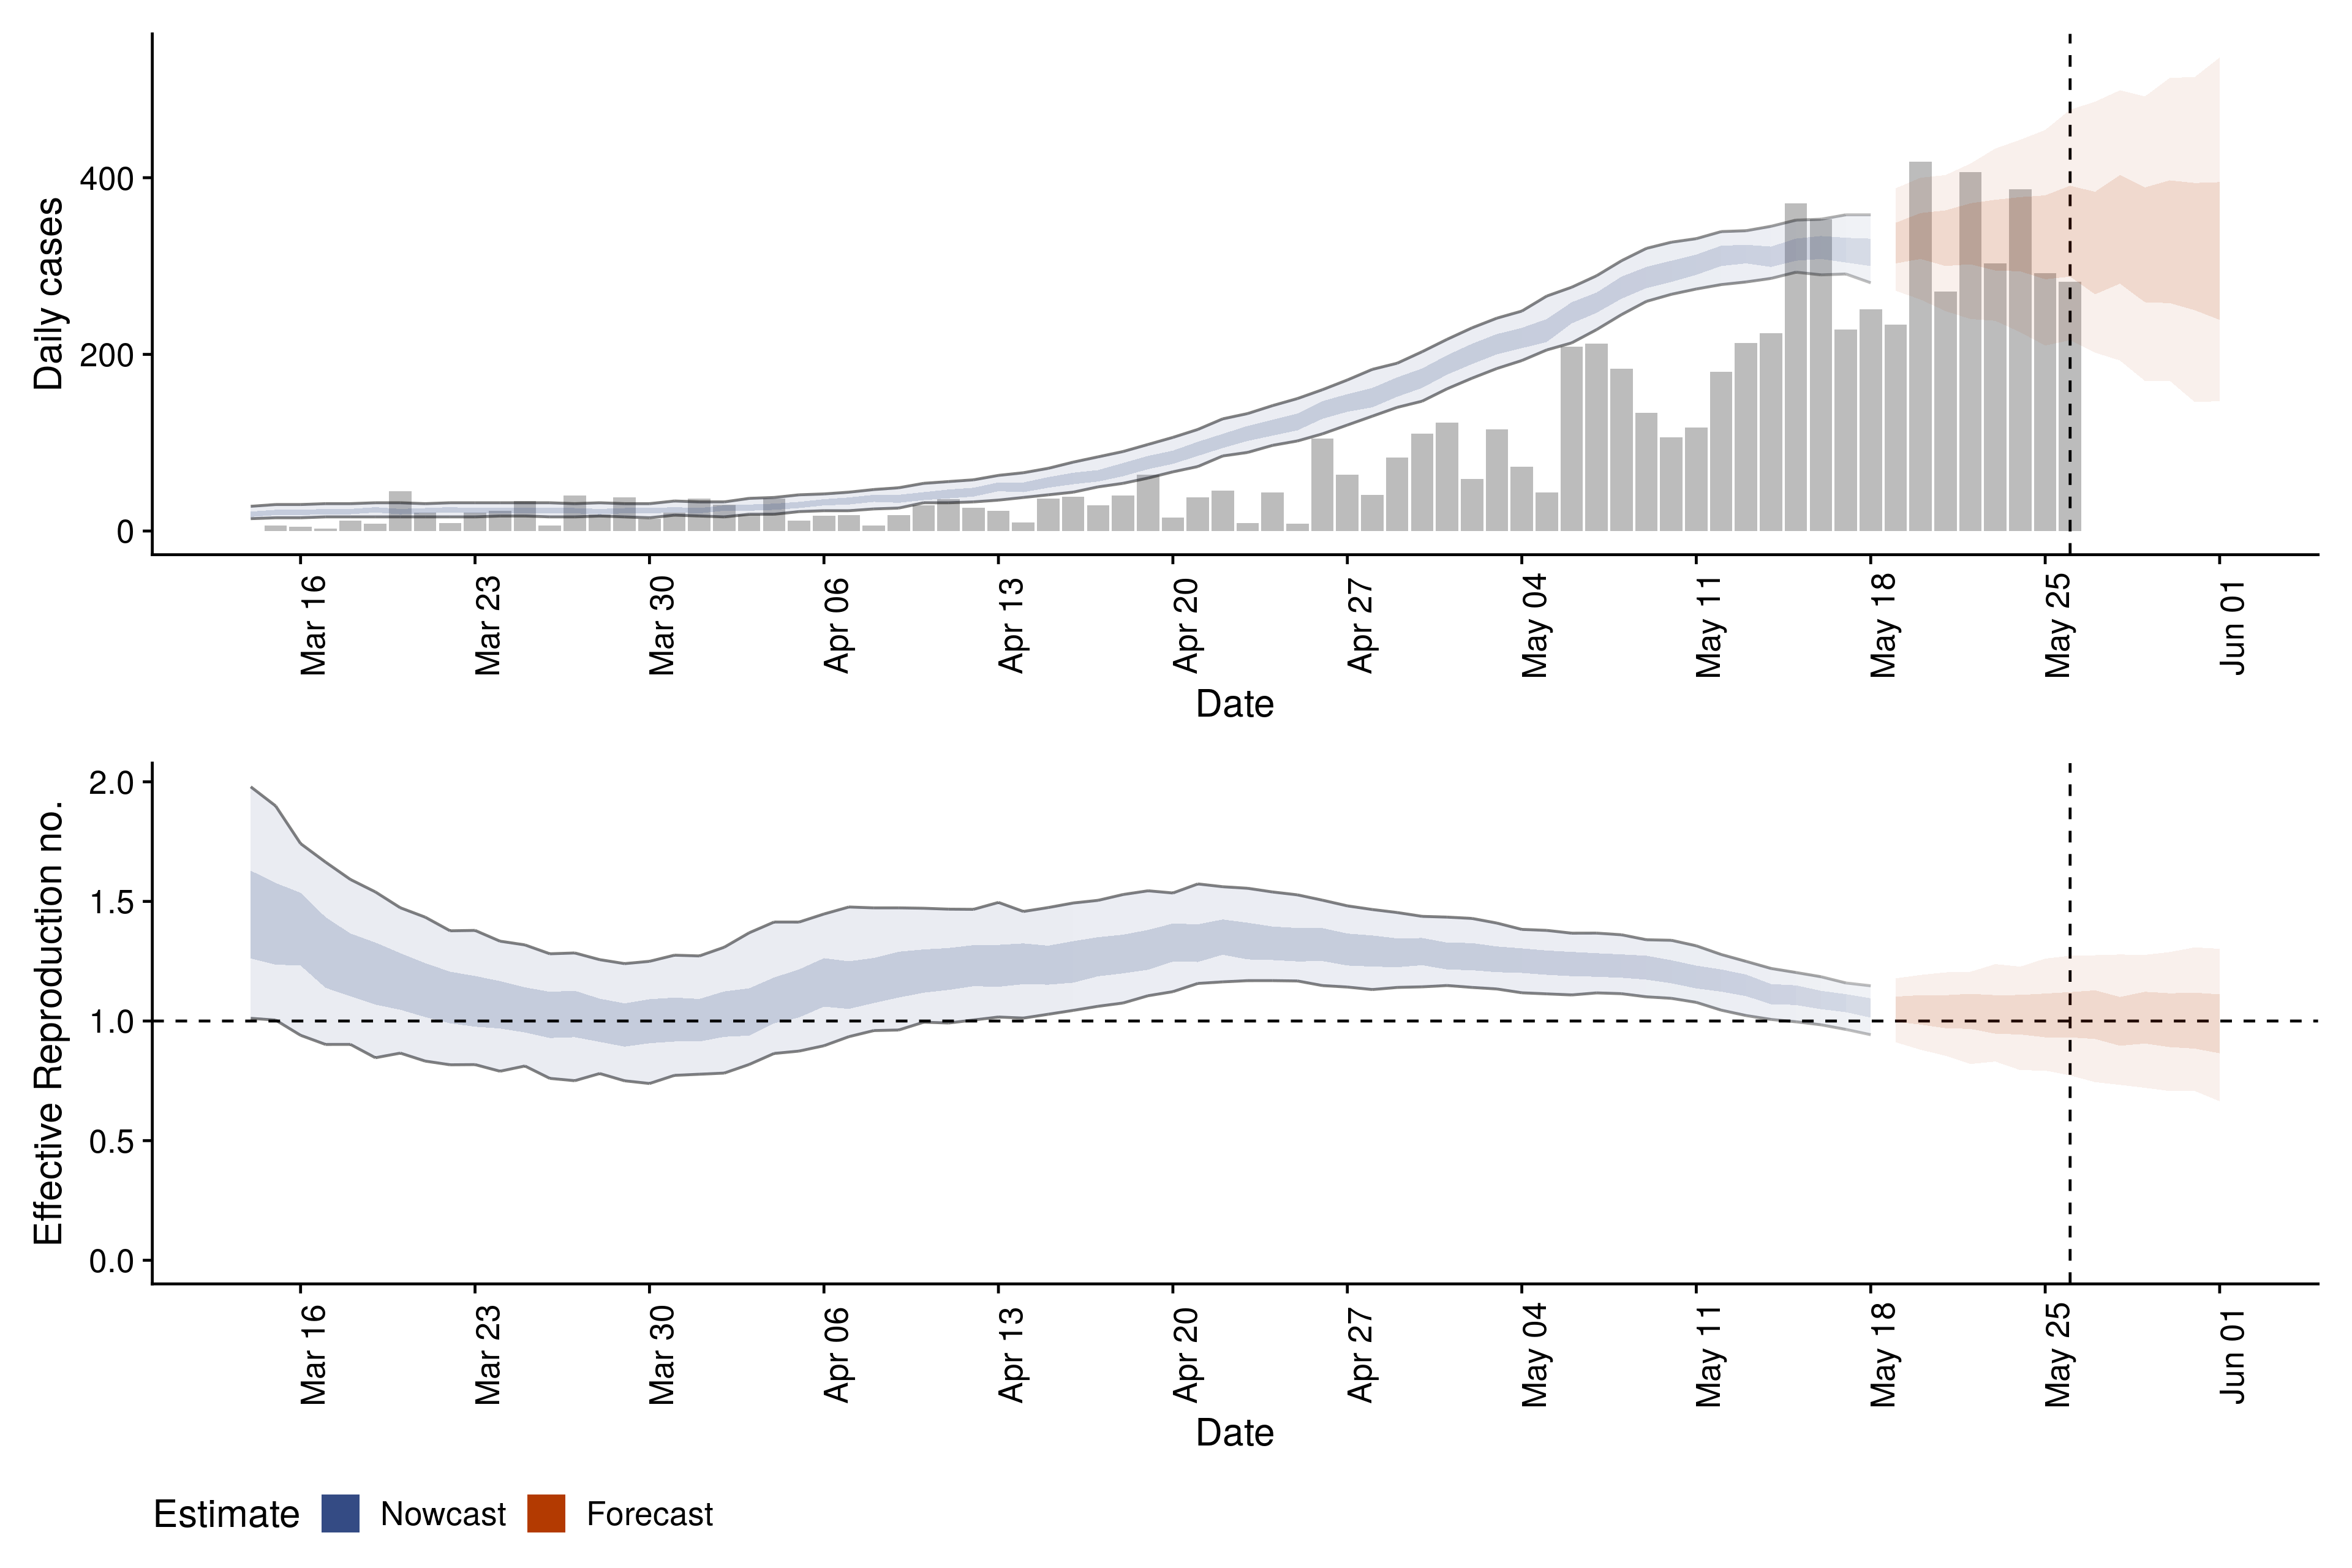 Daily cases
400
200
0
Mar 16
Mar 23
Mar 30
Apr 06
Apr 13
Apr 20
Apr 27
May 04
May 11
May 18
May 25
Jun 01
Date
Effective Reproduction no.
2.0
1.5
1.0
0.5
0.0
Mar 16
Mar 23
Mar 30
Apr 06
Apr 13
Apr 20
Apr 27
May 04
May 11
May 18
May 25
Jun 01
Date
Estimate Nowcast Forecast